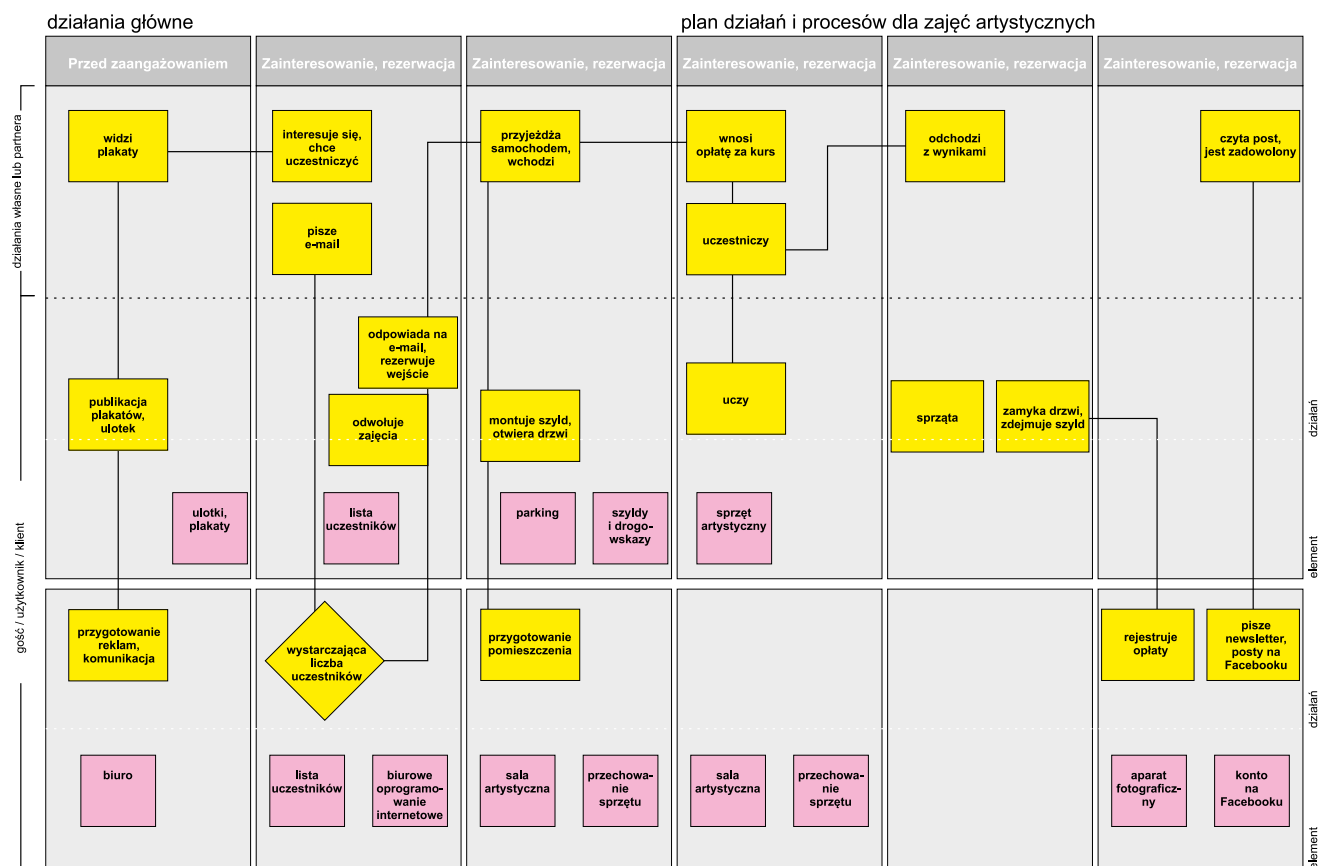 działania główne
plan działań i procesów dla zajęć artystycznych
Przed zaangażowaniem
Zainteresowanie, rezerwacja
Zainteresowanie, rezerwacja
Zainteresowanie, rezerwacja
Zainteresowanie, rezerwacja
Zainteresowanie, rezerwacja
działania własne lub partnera
widzi
plakaty
interesuje się,
chce
uczestniczyć
przyjeżdża
samochodem,
wchodzi
wnosi
opłatę za kurs
odchodzi
z wynikami
czyta post,
jest zadowolony
pisze
e-mail
uczestniczy
gość / użytkownik / klient
publikacja
plakatów,
ulotek
odpowiada na
e-mail,
rezerwuje
wejście
odwołuje
zajęcia
montuje szyld,
otwiera drzwi
uczy
sprząta
zamyka drzwi,
zdejmuje szyld
działań
ulotki,
plakaty
lista
uczestników
parking
szyldy
i drogo-
wskazy
sprzęt
artystyczny
element
przygotowanie
reklam,
komunikacja
wystarczająca
liczba
uczestników
przygotowanie
pomieszczenia
rejestruje
opłaty
pisze
newsletter,
posty na
Facebooku
działań
biuro
lista
uczestników
biurowe
oprogramo-
wanie
internetowe
sala
artystyczna
przechowa-
nie
sprzętu
sala
artystyczna
przechowa-
nie
sprzętu
aparat
fotograficz-
ny
konto
na
Facebooku
element